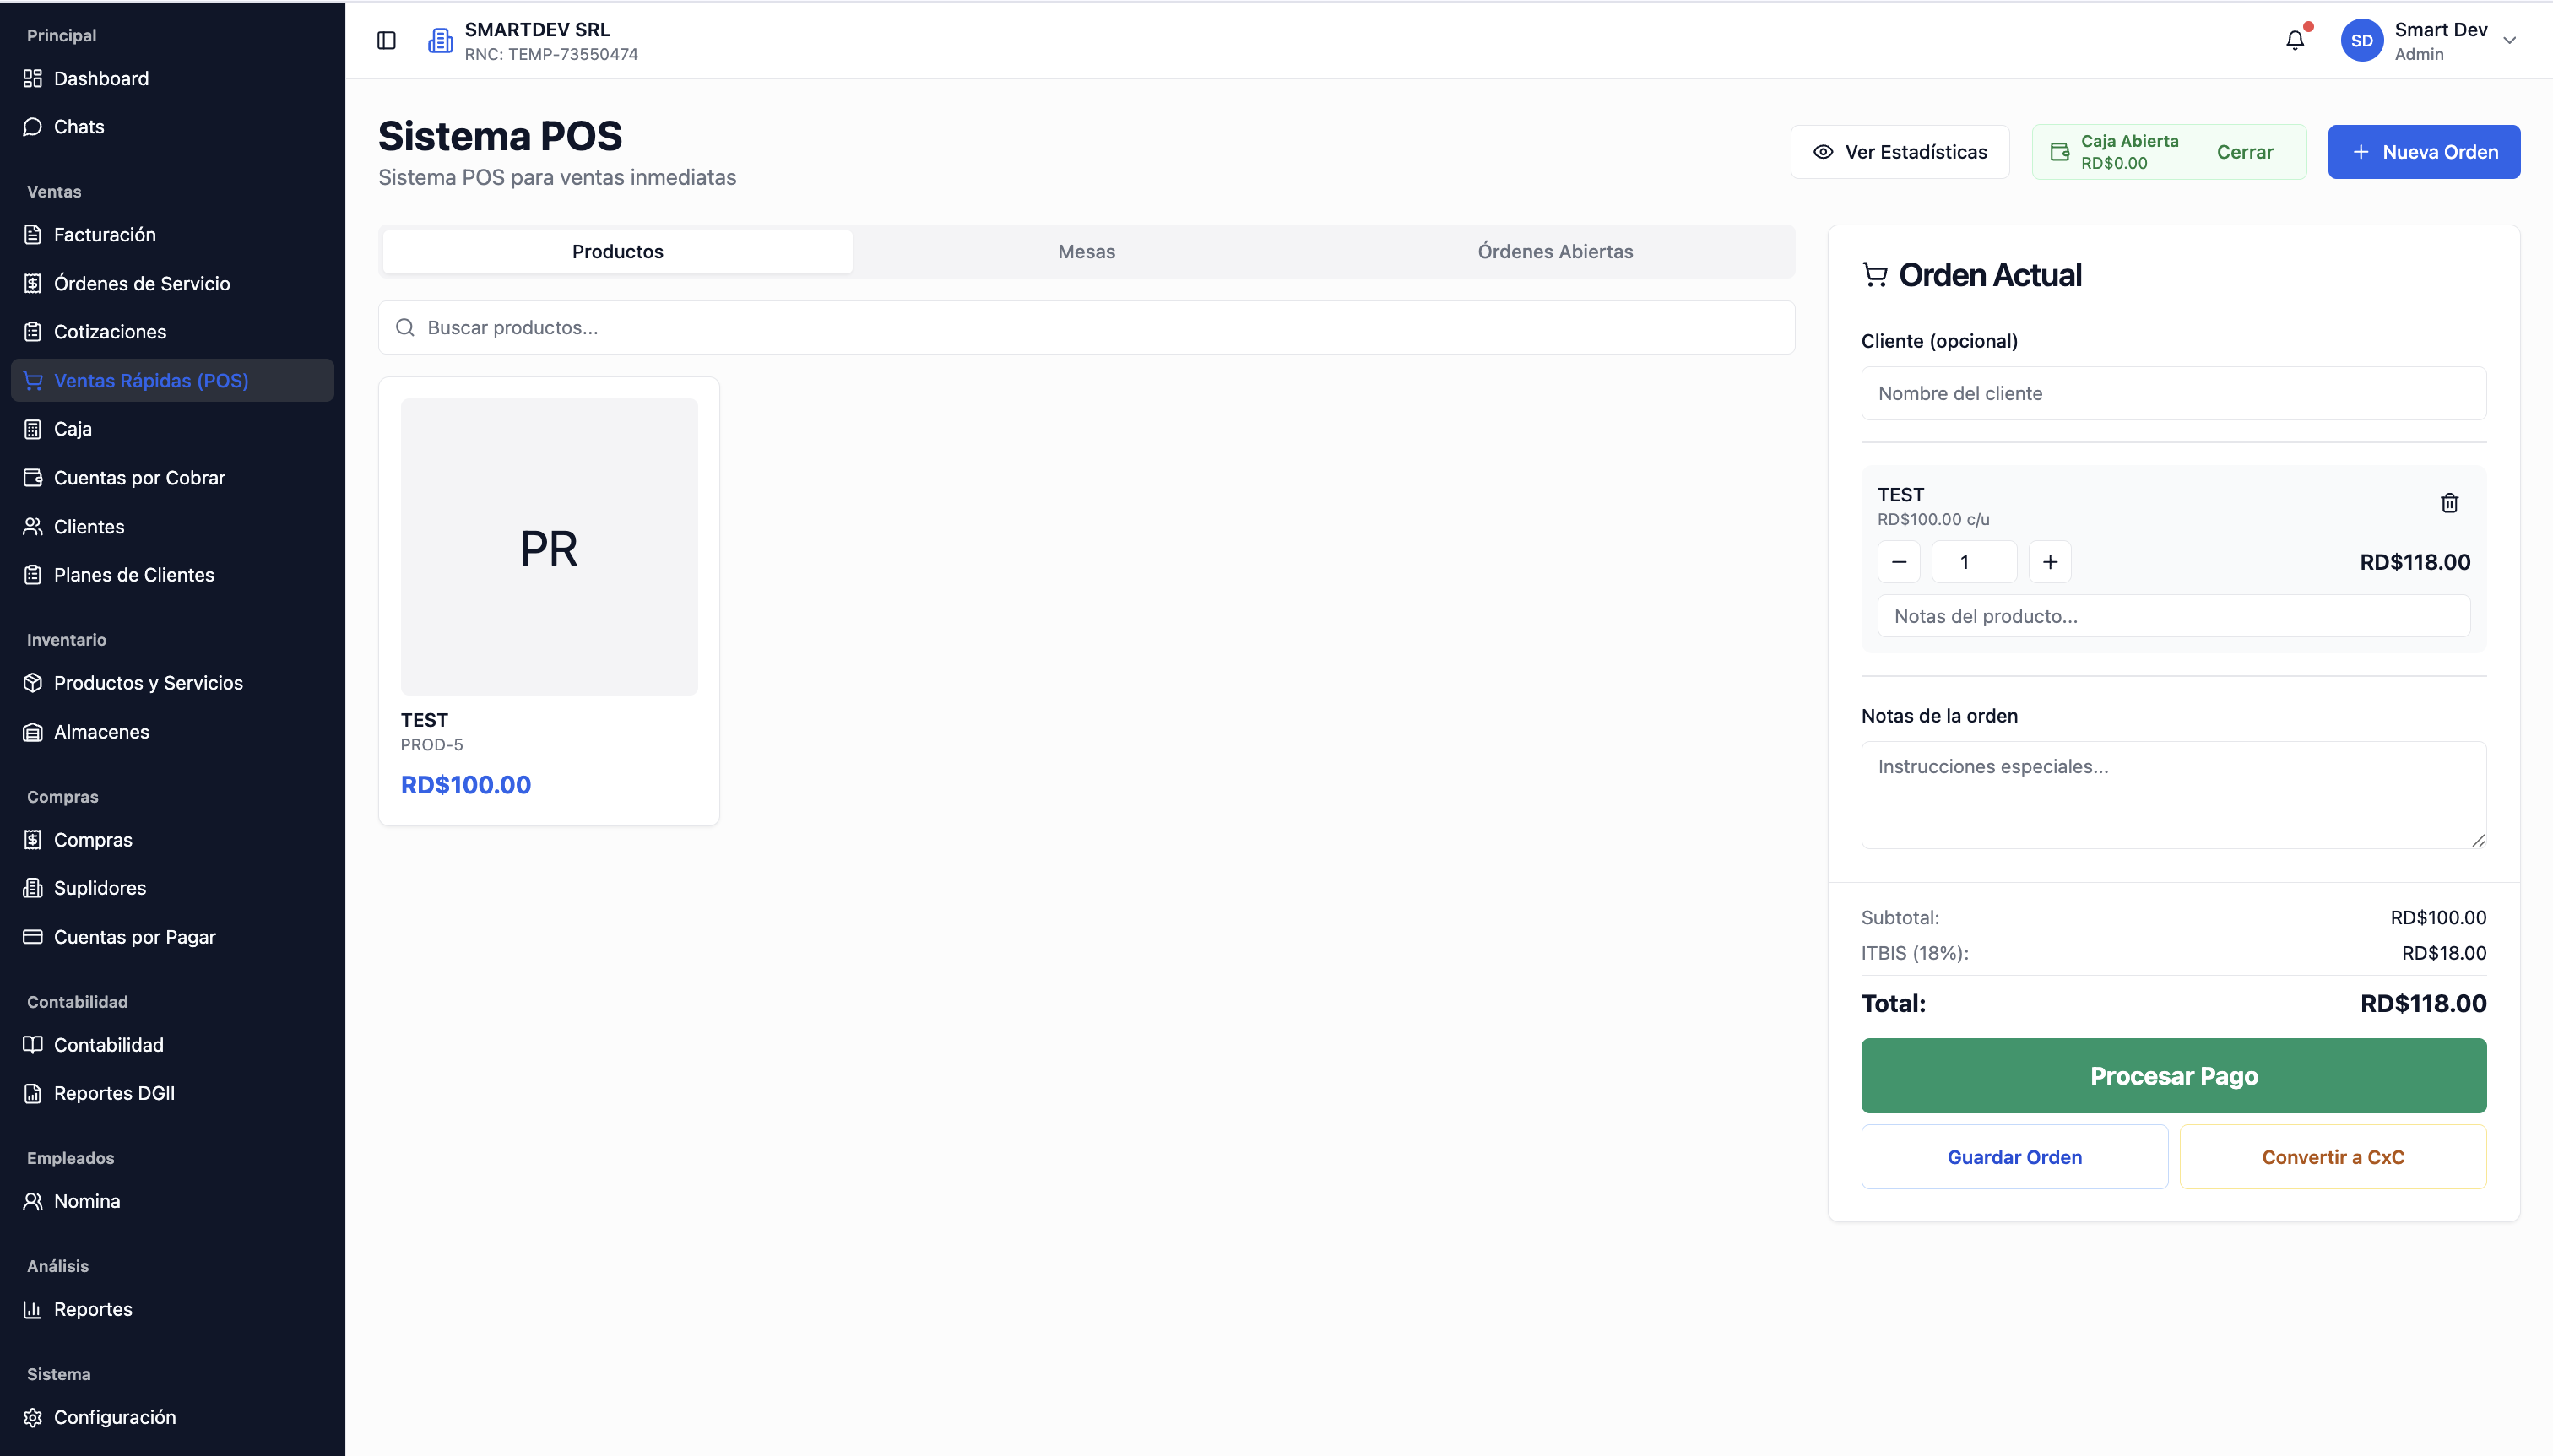 Principal
Dashboard
Chats
Ventas
Facturación
Órdenes de Servicio
Cotizaciones
Ventas Rápidas (POS)
Caja
Cuentas por Cobrar
Clientes
Planes de Clientes
Inventario
Productos y Servicios
Almacenes
Compras
Compras
Suplidores
Cuentas por Pagar
Contabilidad
Contabilidad
Reportes DGII
Empleados
Nomina
Análisis
Reportes
Sistema
Configuración
SMARTDEV SRL
RNC: TEMP-73550474
SD
Smart Dev
Admin
Sistema POS
Sistema POS para ventas inmediatas
Ver Estadísticas
Caja Abierta
RD$0.00
Cerrar
Nueva Orden
Productos
Mesas
Órdenes Abiertas
Buscar productos...
PR
TEST
PROD-5
RD$100.00
Orden Actual
Cliente (opcional)
Nombre del cliente
TEST
RD$100.00 c/u
1
RD$118.00
Notas del producto...
Notas de la orden
Instrucciones especiales...
Subtotal: RD$100.00
ITBIS (18%): RD$18.00
Total: RD$118.00
Procesar Pago
Guardar Orden
Convertir a CxC